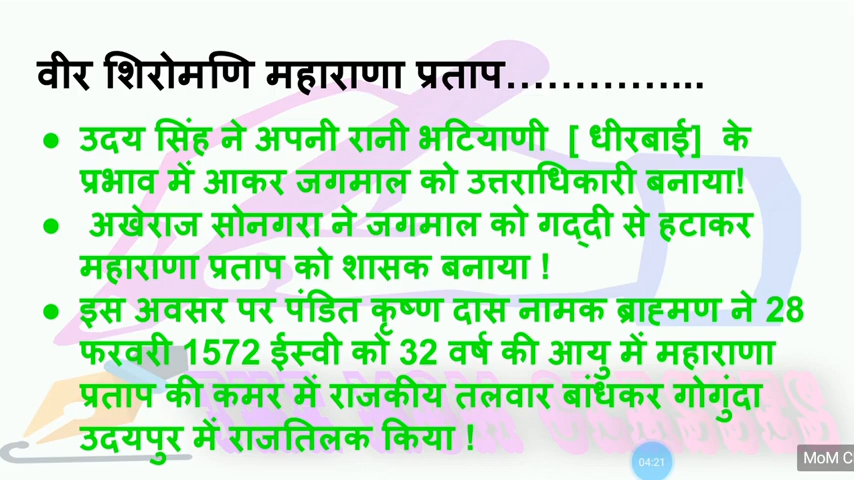 वीर शिरोमणि महाराणा प्रताप……………..
● उदय सिंह ने अपनी रानी भटियाणी [ धीरबाई] के
प्रभाव में आकर जगमाल को उत्तराधिकारी बनाया!
● अखेराज सोनगरा ने जगमाल को गद्दी से हटाकर
महाराणा प्रताप को शासक बनाया !
● इस अवसर पर पंडित कृष्ण दास नामक ब्राह्मण ने 28
फरवरी 1572 ईस्वी को 32 वर्ष की आयु में महाराणा
प्रताप की कमर में राजकीय तलवार बांधकर गोगुंदा
उदयपुर में राजतिलक किया !
04:21
MoM C